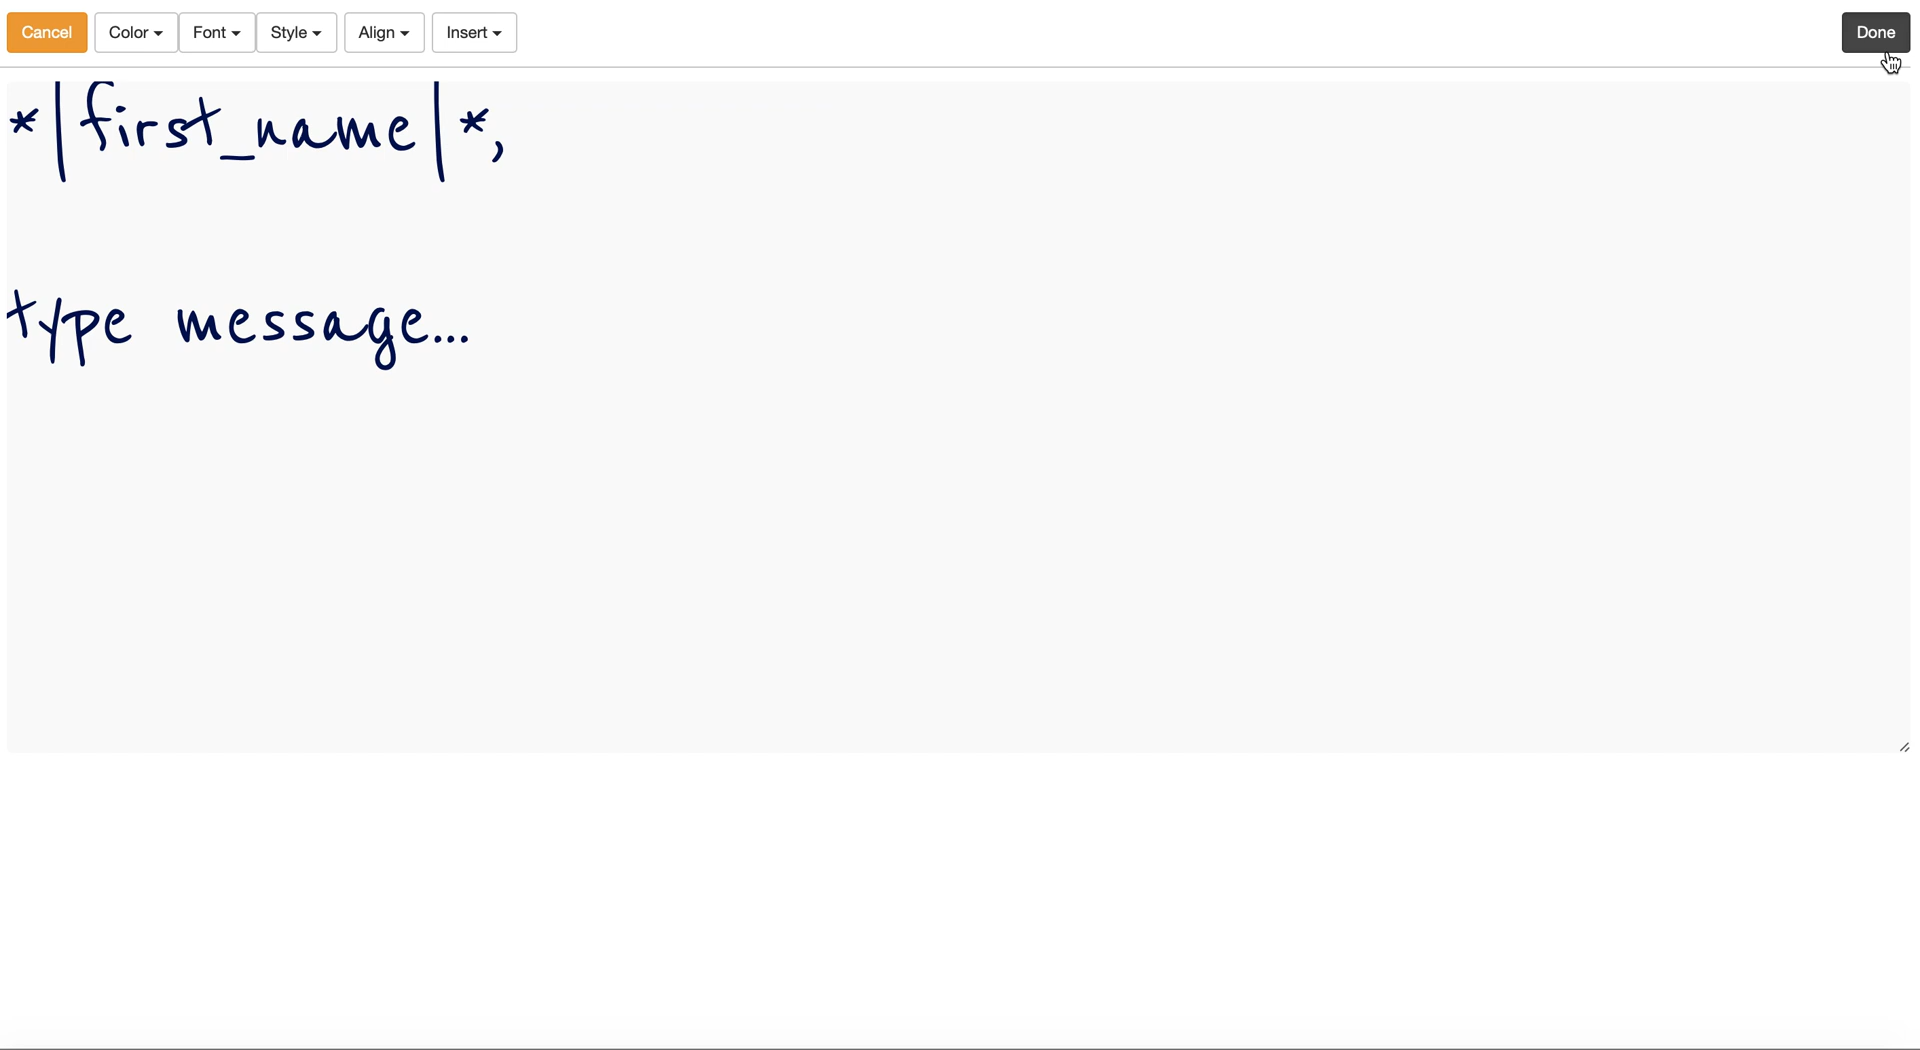 Cancel Color Font Style Align Insert Done
*|first_name|*,
type message...